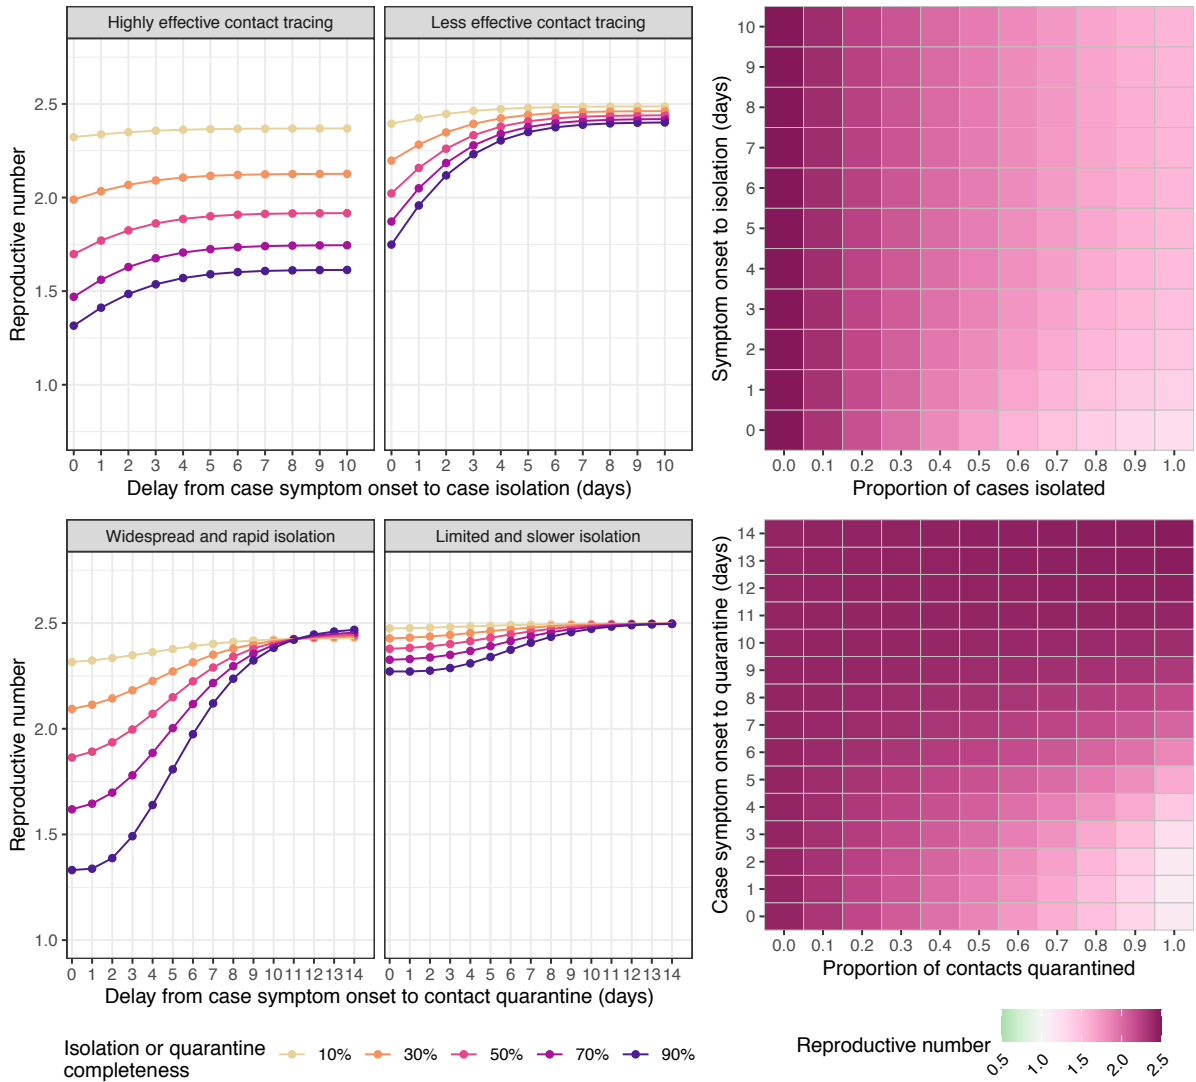 Highly effective contact tracing
Less effective contact tracing
Reproductive number
2.5
2.0
1.5
1.0
0 1 2 3 4 5 6 7 8 9 10
0 1 2 3 4 5 6 7 8 9 10
Delay from case symptom onset to case isolation (days)
Symptom onset to isolation (days)
10
9
8
7
6
5
4
3
2
1
0
0.0 0.1 0.2 0.3 0.4 0.5 0.6 0.7 0.8 0.9 1.0
Proportion of cases isolated
Widespread and rapid isolation
Limited and slower isolation
Reproductive number
2.5
2.0
1.5
1.0
0 1 2 3 4 5 6 7 8 9 10 11 12 13 14
0 1 2 3 4 5 6 7 8 9 10 11 12 13 14
Delay from case symptom onset to contact quarantine (days)
Case symptom onset to quarantine (days)
14
13
12
11
10
9
8
7
6
5
4
3
2
1
0
0.0 0.1 0.2 0.3 0.4 0.5 0.6 0.7 0.8 0.9 1.0
Proportion of contacts quarantined
Isolation or quarantine
completeness
10% 30% 50% 70% 90%
Reproductive number
0.5 1.0 1.5 2.0 2.5